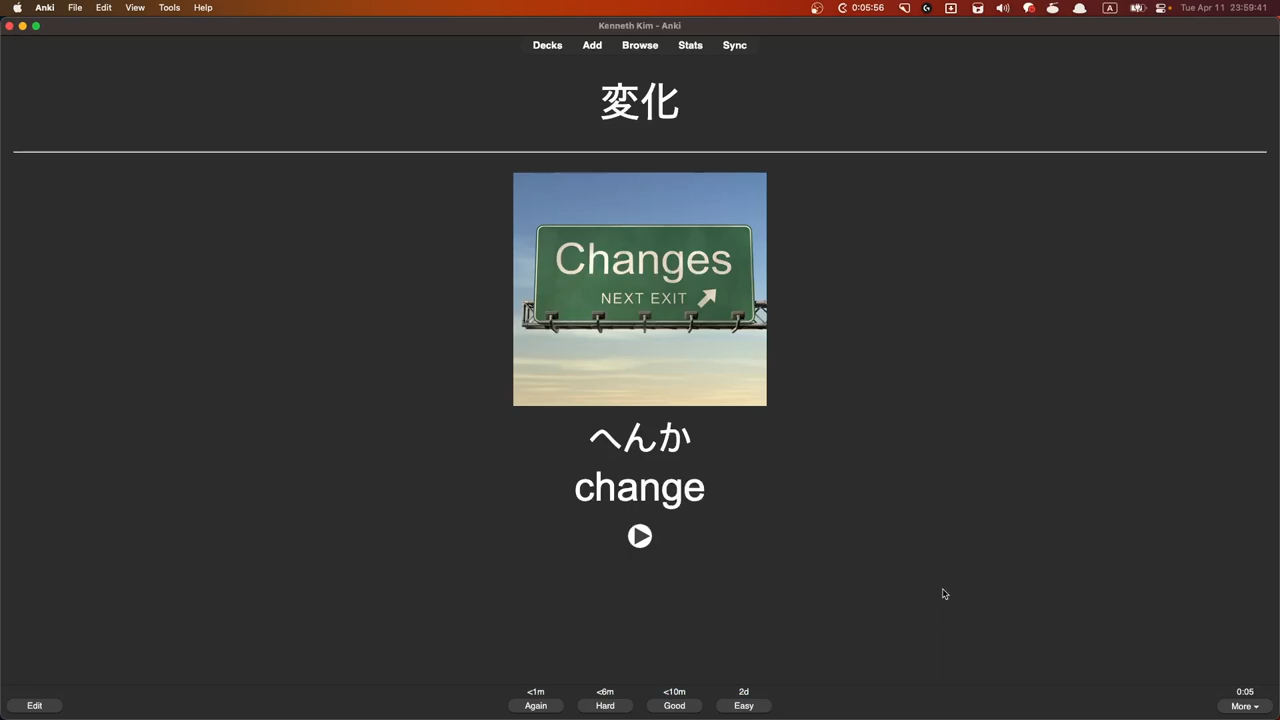 Anki File Edit View Tools Help 0:05:56 A Tue Apr 11 23:59:41
Kenneth Kim - Anki
Decks Add Browse Stats Sync
変化
Changes
NEXT EXIT
へんか
change
<1m <6m <10m 2d 0:05
Edit Again Hard Good Easy More